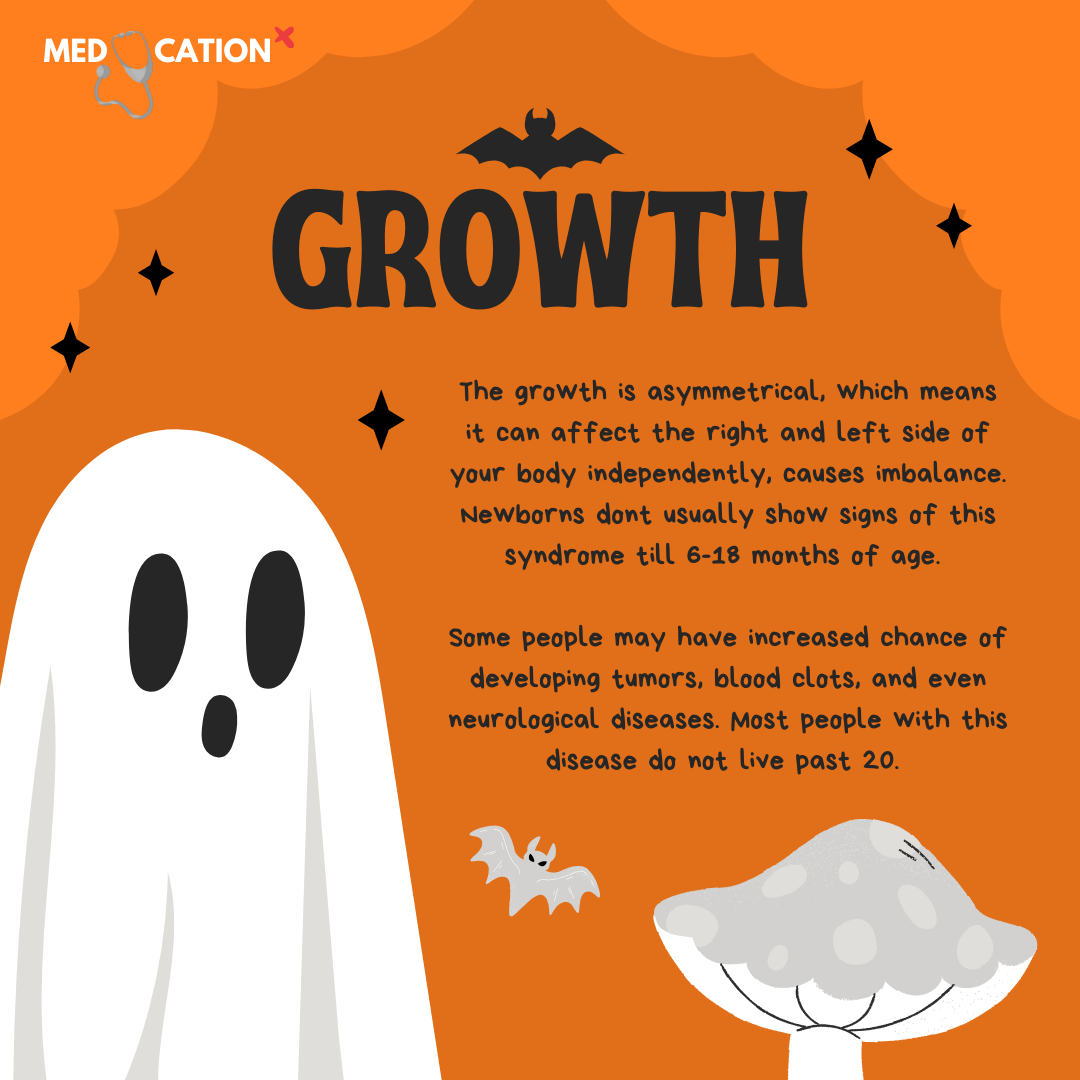 MED CATION
GROWTH
The growth is asymmetrical, which means
it can affect the right and left side of
your body independently, causes imbalance.
Newborns dont usually show signs of this
syndrome till 6-18 months of age.
Some people may have increased chance of
developing tumors, blood clots, and even
neurological diseases. Most people with this
disease do not live past 20.